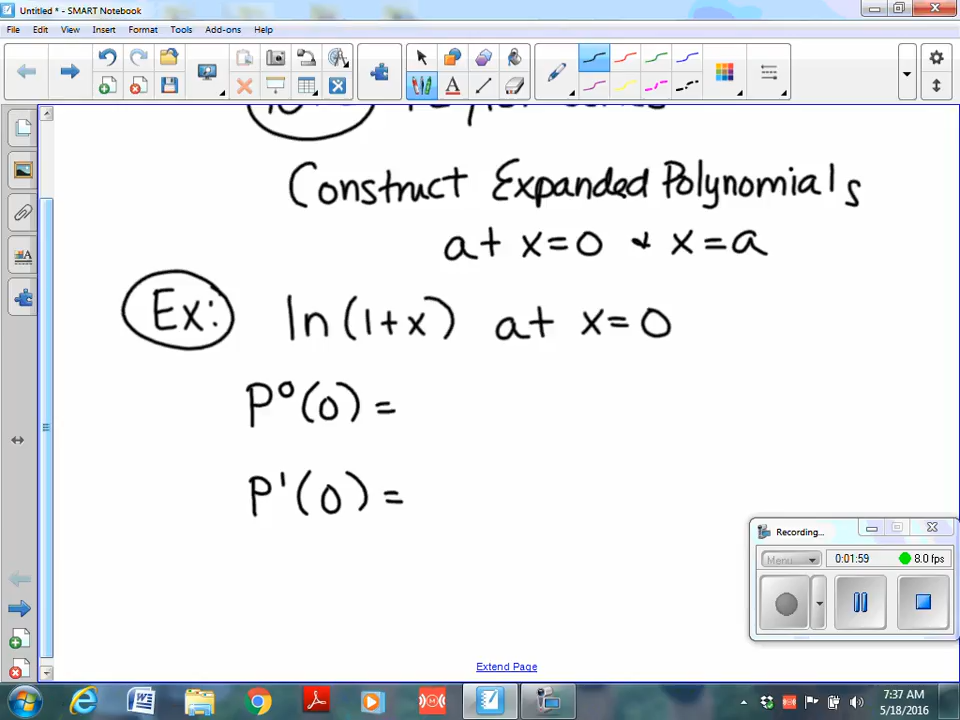 Untitled * - SMART Notebook
File Edit View Insert Format Tools Add-ons Help
Construct Expanded Polynomials
at x=0 & x=a
Ex: ln(1+x) at x=0
P⁰(0) =
P'(0) =
Recording...
Menu 0:01:59 8.0 fps
Extend Page
7:37 AM
5/18/2016